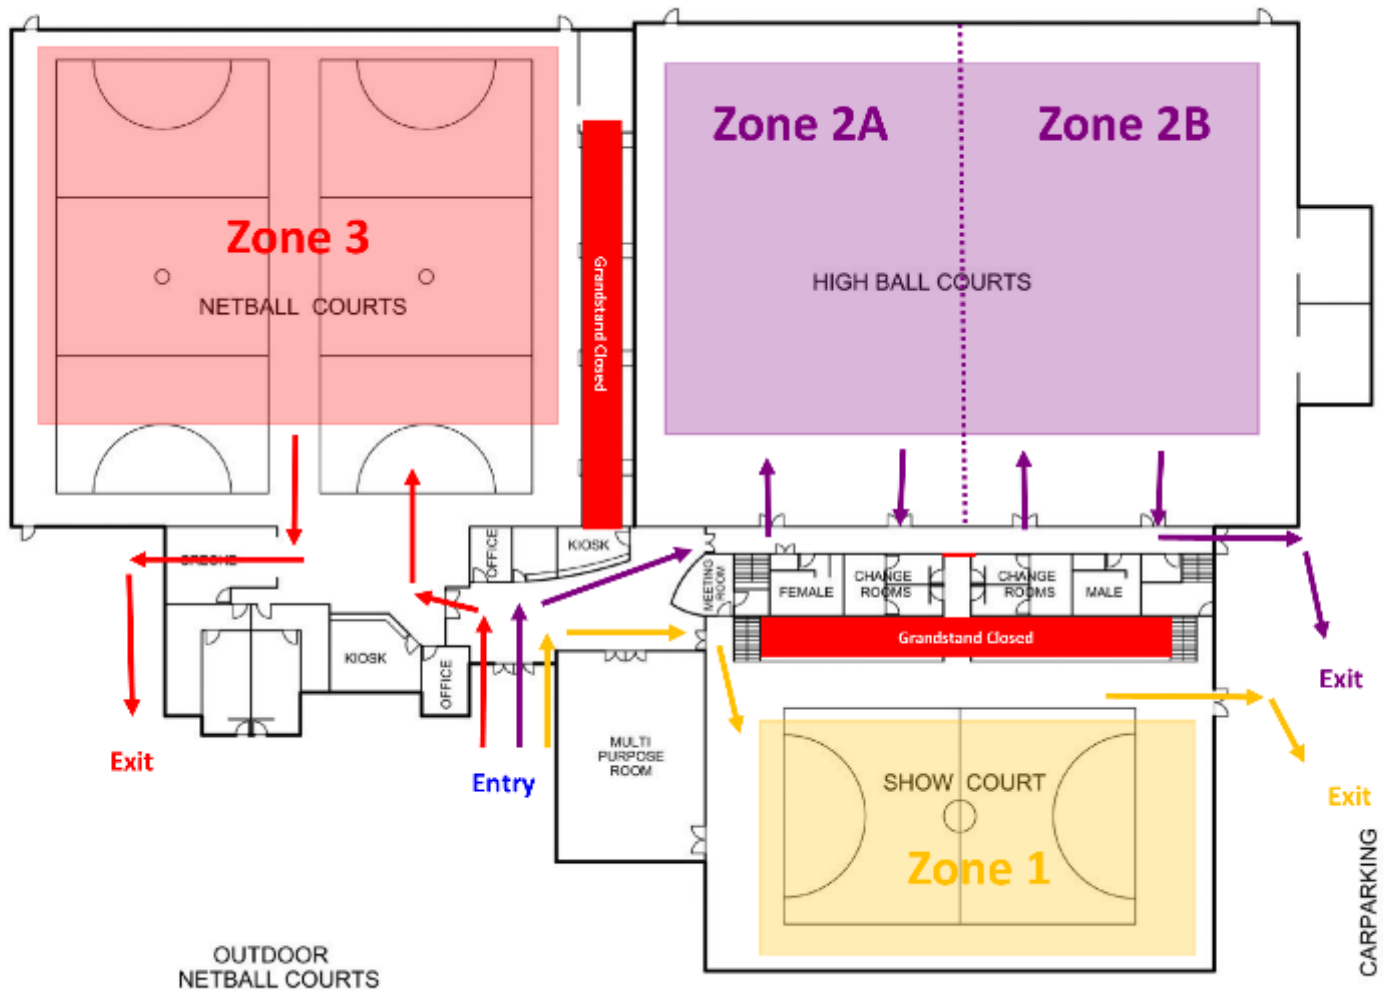 Zone 2A
Zone 2B
Zone 3
NETBALL COURTS
Grandstand Closed
HIGH BALL COURTS
OFFICE
KIOSK
MEETING
ROOM
FEMALE
CHANGE
ROOMS
CHANGE
ROOMS
MALE
Grandstand Closed
KIOSK
OFFICE
Exit
Exit
Entry
MULTI
PURPOSE
ROOM
SHOW COURT
Zone 1
Exit
CARPARKING
OUTDOOR
NETBALL COURTS